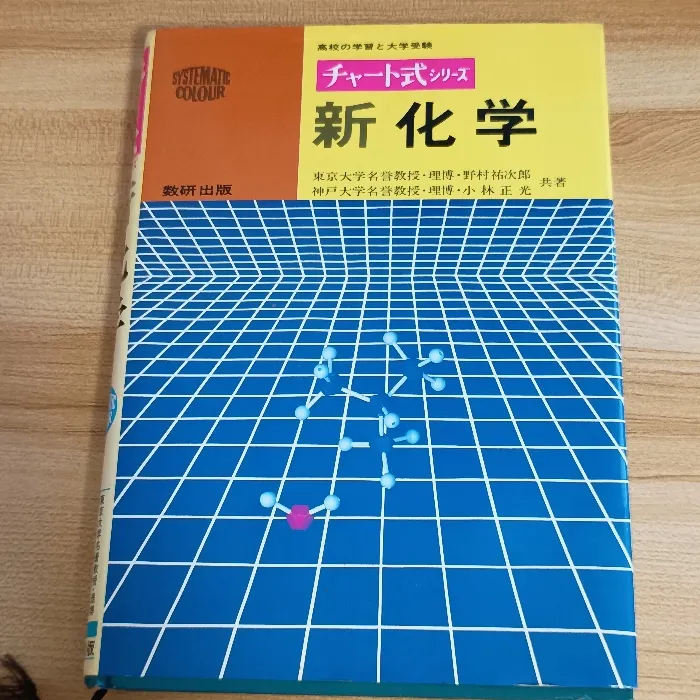 高校の学習と大学受験
SYSTEMATIC
COLOUR
チャート式シリーズ
新化学
東京大学名誉教授・理博・野村祐次郎
神戸大学名誉教授・理博・小林正光
共著
数研出版